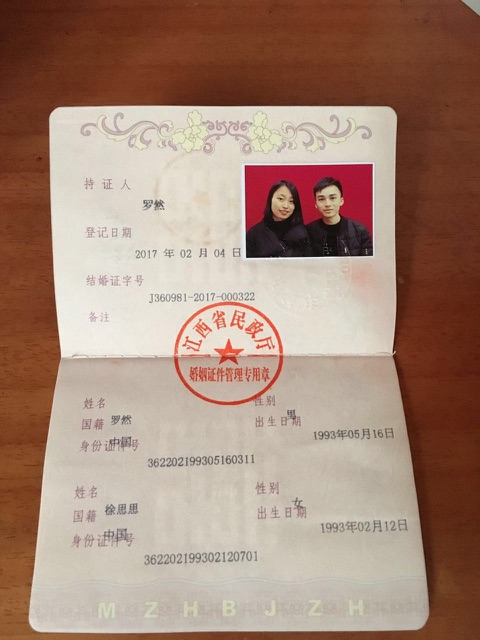 持证人
罗然
登记日期
2017 年 02 月 04 日
结婚证字号
J360981-2017-000322
备注
江西省民政厅
婚姻证件管理专用章
姓名 罗然 性别 男
国籍 中国 出生日期 1993年05月16日
身份证件号 362202199305160311
姓名 徐思思 性别 女
国籍 中国 出生日期 1993年02月12日
身份证件号 362202199302120701
M Z H B J Z H